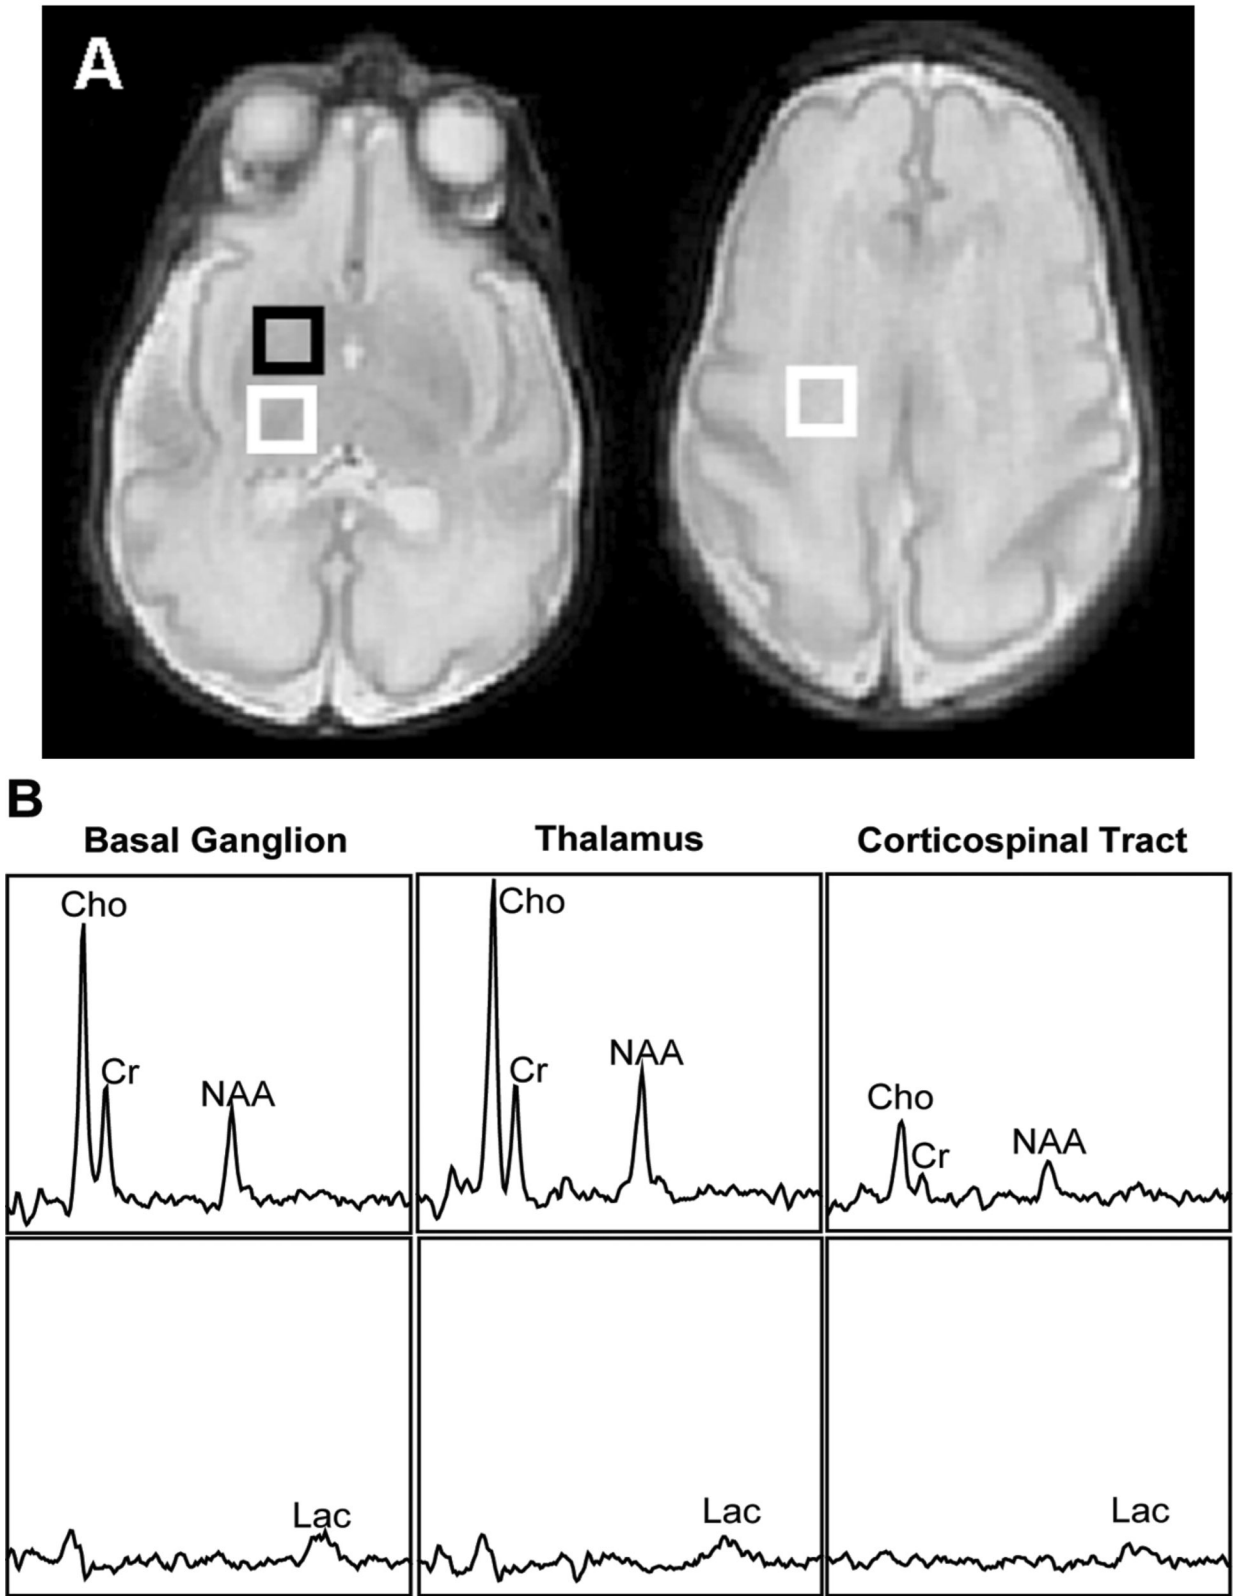 A
B
Basal Ganglion Thalamus Corticospinal Tract
Cho Cho Cho
Cr Cr Cr
NAA NAA NAA
Lac Lac Lac